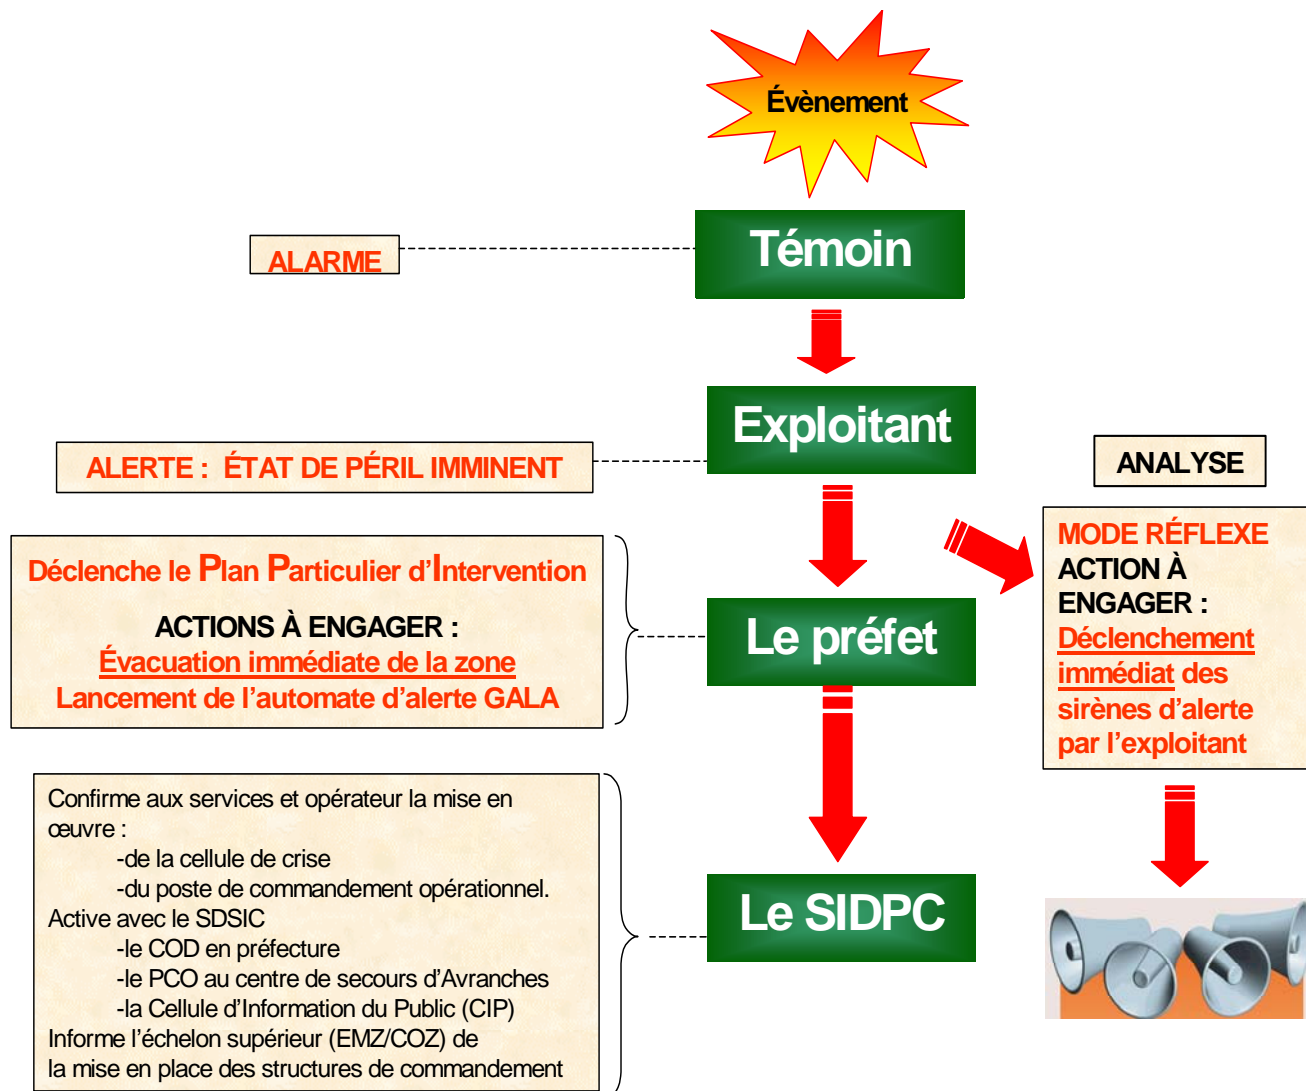 Évènement
Témoin
ALARME
Exploitant
ALERTE : ÉTAT DE PÉRIL IMMINENT
ANALYSE
MODE RÉFLEXE
ACTION À
ENGAGER :
Déclenchement
immédiat des
sirènes d'alerte
par l'exploitant
Déclenche le Plan Particulier d'Intervention
ACTIONS À ENGAGER :
Évacuation immédiate de la zone
Lancement de l'automate d'alerte GALA
Le préfet
Confirme aux services et opérateur la mise en
œuvre :
-de la cellule de crise
-du poste de commandement opérationnel.
Active avec le SDSIC
-le COD en préfecture
-le PCO au centre de secours d'Avranches
-la Cellule d'Information du Public (CIP)
Informe l'échelon supérieur (EMZ/COZ) de
la mise en place des structures de commandement
Le SIDPC